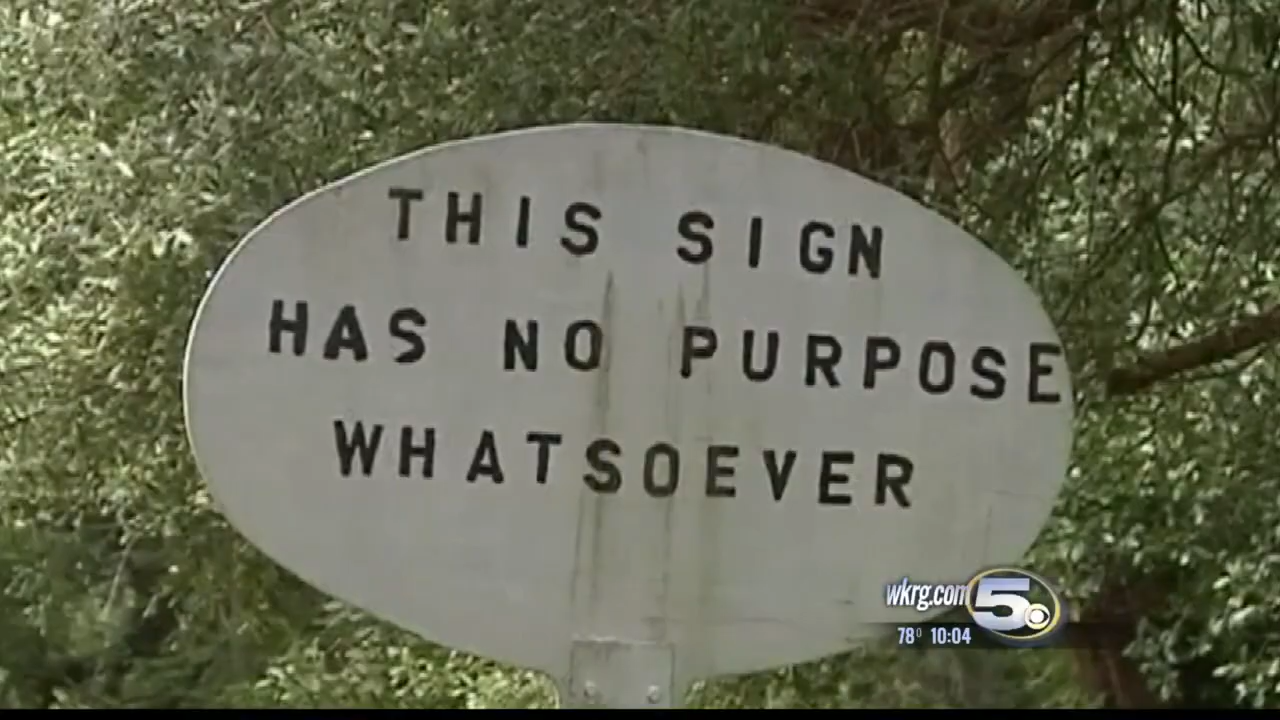 THIS SIGN
HAS NO PURPOSE
WHATSOEVER
wkrg.com 5
78° 10:04